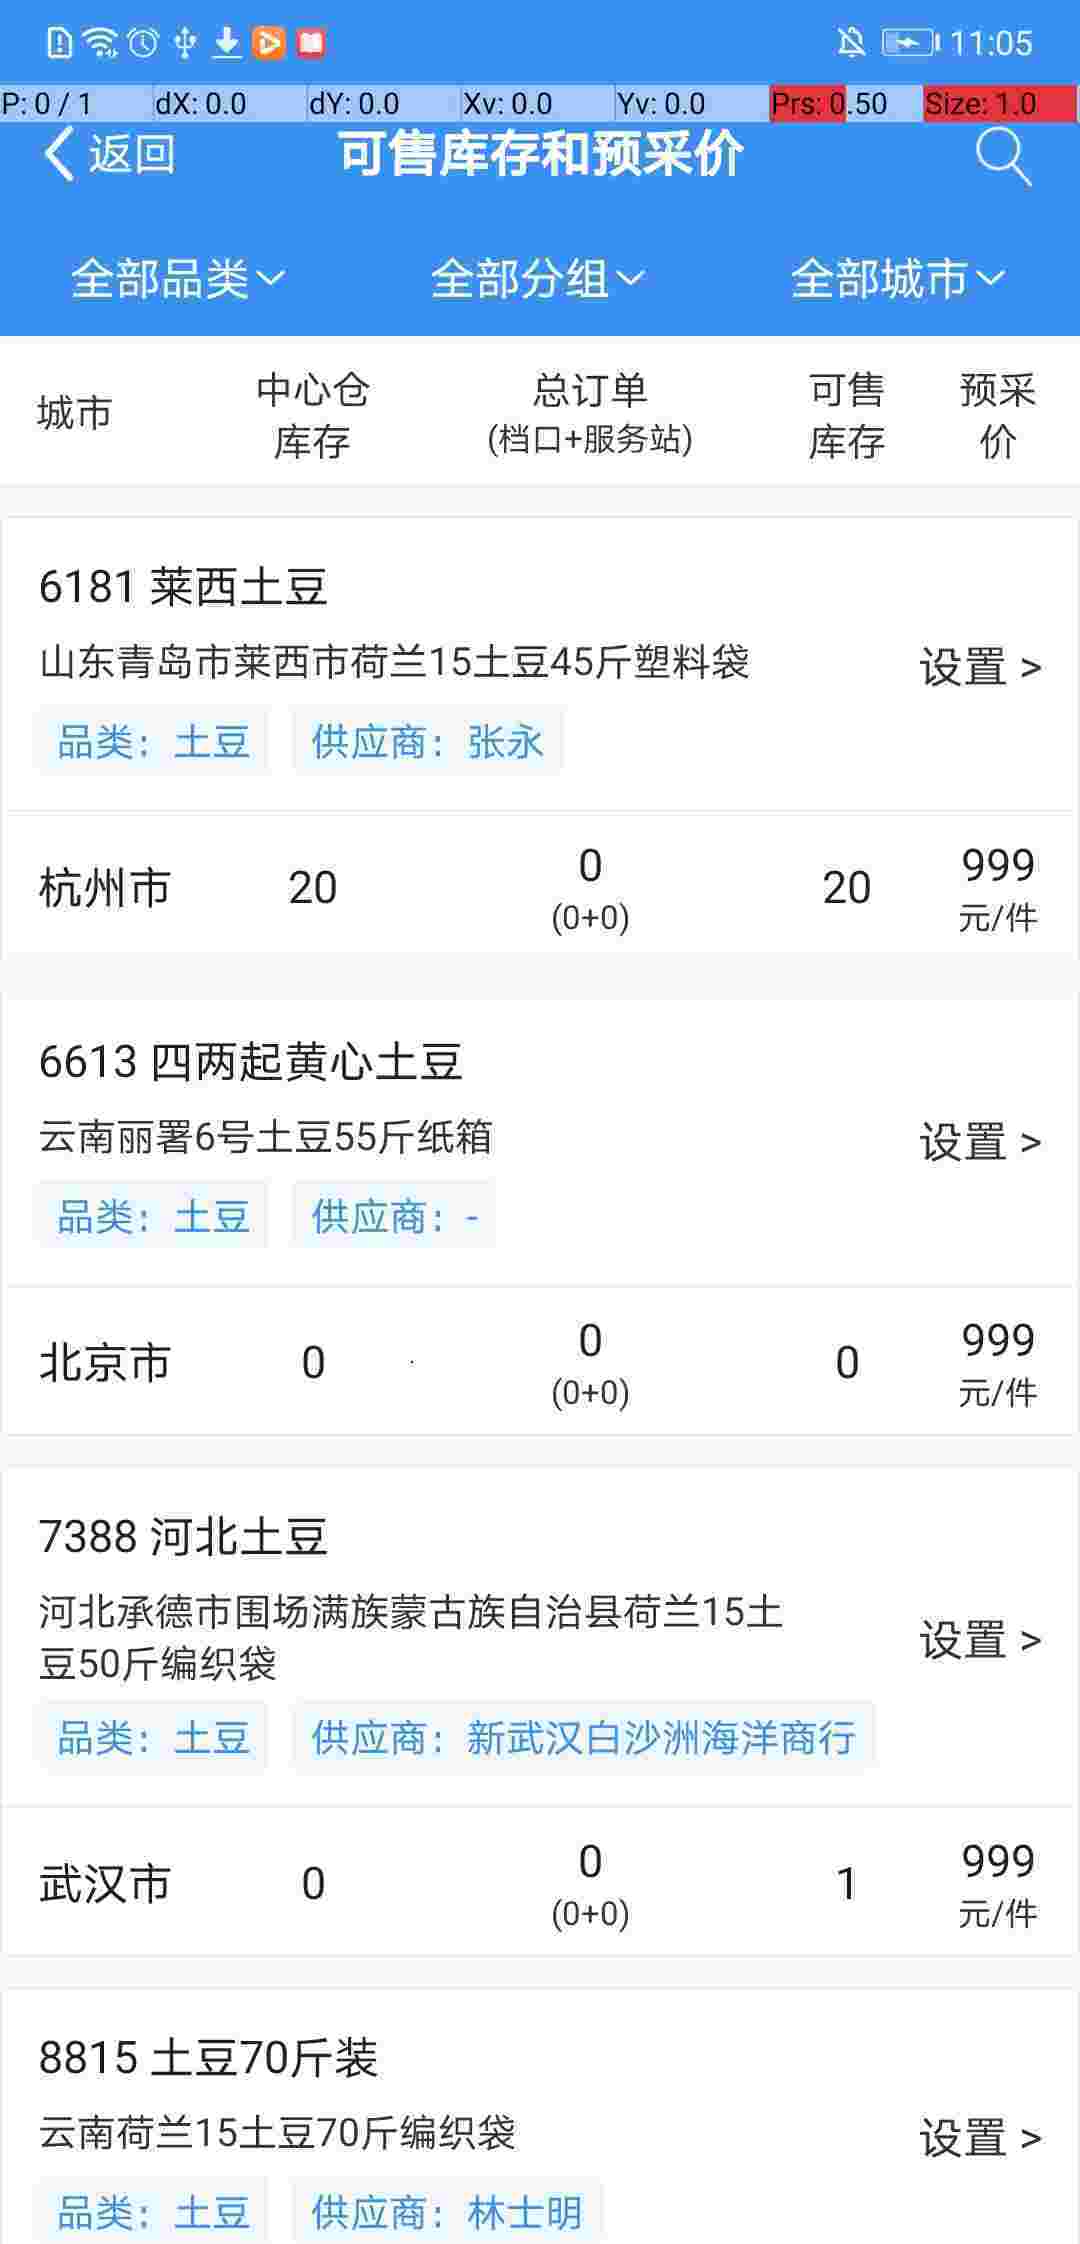 11:05
P: 0 / 1 dX: 0.0 dY: 0.0 Xv: 0.0 Yv: 0.0 Prs: 0.50 Size: 1.0
返回 可售库存和预采价
全部品类 全部分组 全部城市
城市 中心仓库存 总订单(档口+服务站) 可售库存 预采价
6181 莱西土豆
山东青岛市莱西市荷兰15土豆45斤塑料袋
设置 >
品类：土豆 供应商：张永
杭州市 20 0 (0+0) 20 999 元/件
6613 四两起黄心土豆
云南丽署6号土豆55斤纸箱
设置 >
品类：土豆 供应商：-
北京市 0 0 (0+0) 0 999 元/件
7388 河北土豆
河北承德市围场满族蒙古族自治县荷兰15土
豆50斤编织袋
设置 >
品类：土豆 供应商：新武汉白沙洲海洋商行
武汉市 0 0 (0+0) 1 999 元/件
8815 土豆70斤装
云南荷兰15土豆70斤编织袋
设置 >
品类：土豆 供应商：林士明